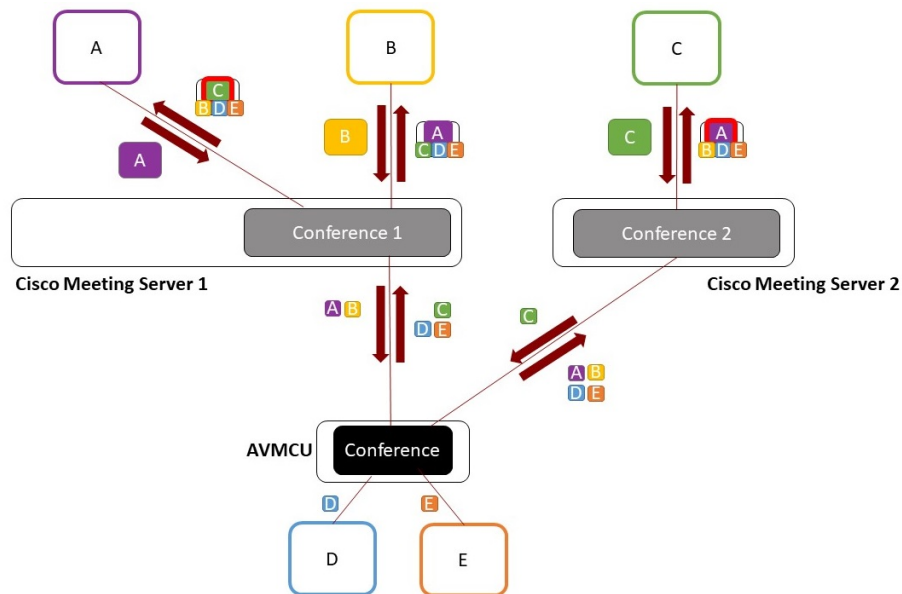 A
B
C
C
B D E
A
B
A
C D E
C
A
B D E
Conference 1
Conference 2
Cisco Meeting Server 1
Cisco Meeting Server 2
A B
C
D E
C
A B
D E
AVMCU
Conference
D
E
D
E